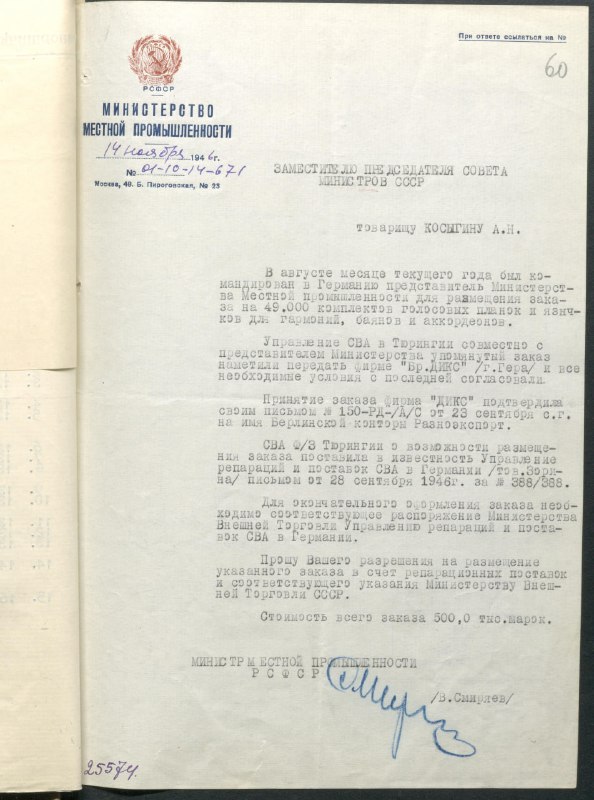 При ответе ссылаться на №
60
РСФСР
МИНИСТЕРСТВО
МЕСТНОЙ ПРОМЫШЛЕННОСТИ
14 ноября 1946г.
№ 01-10-14-671
Москва, 48. Б. Пироговская, № 23
ЗАМЕСТИТЕЛЮ ПРЕДСЕДАТЕЛЯ СОВЕТА
МИНИСТРОВ СССР
товарищу КОСЫГИНУ А.Н.
В августе месяце текущего года был ко-
мандирован в Германию представитель Министерст-
ва Местной промышленности для размещения зака-
за на 49.000 комплектов голосовых планок и языч-
ков для гармоний, баянов и аккордеонов.
Управление СВА в Тюрингии совместно с
представителем Министерства упомянутый заказ
наметили передать фирме "Бр.ДИКС" /г.Гера/ и все
необходимые условия с последней согласовали.
Принятие заказа фирма "ДИКС" подтвердила
своим письмом № 150-РД-/А/С от 23 сентября с.г.
на имя Берлинской конторы Разноэкспорт.
СВА Ф/З Тюрингии о возможности размеще-
ния заказа поставила в известность Управление
репараций и поставок СВА в Германии /тов.Зори-
на/ письмом от 28 сентября 1946г. за № 388/388.
Для окончательного оформления заказа необ-
ходимо соответствующее распоряжение Министерства
Внешней Торговли Управлению репараций и поста-
вок СВА в Германии.
Прошу Вашего разрешения на размещение
указанного заказа в счет репарационных поставок
и соответствующего указания Министерству Внеш-
ней Торговли СССР.
Стоимость всего заказа 500,0 тыс.марок.
МИНИСТР МЕСТНОЙ ПРОМЫШЛЕННОСТИ
Р С Ф С Р
/В.Смиряев/
25574.